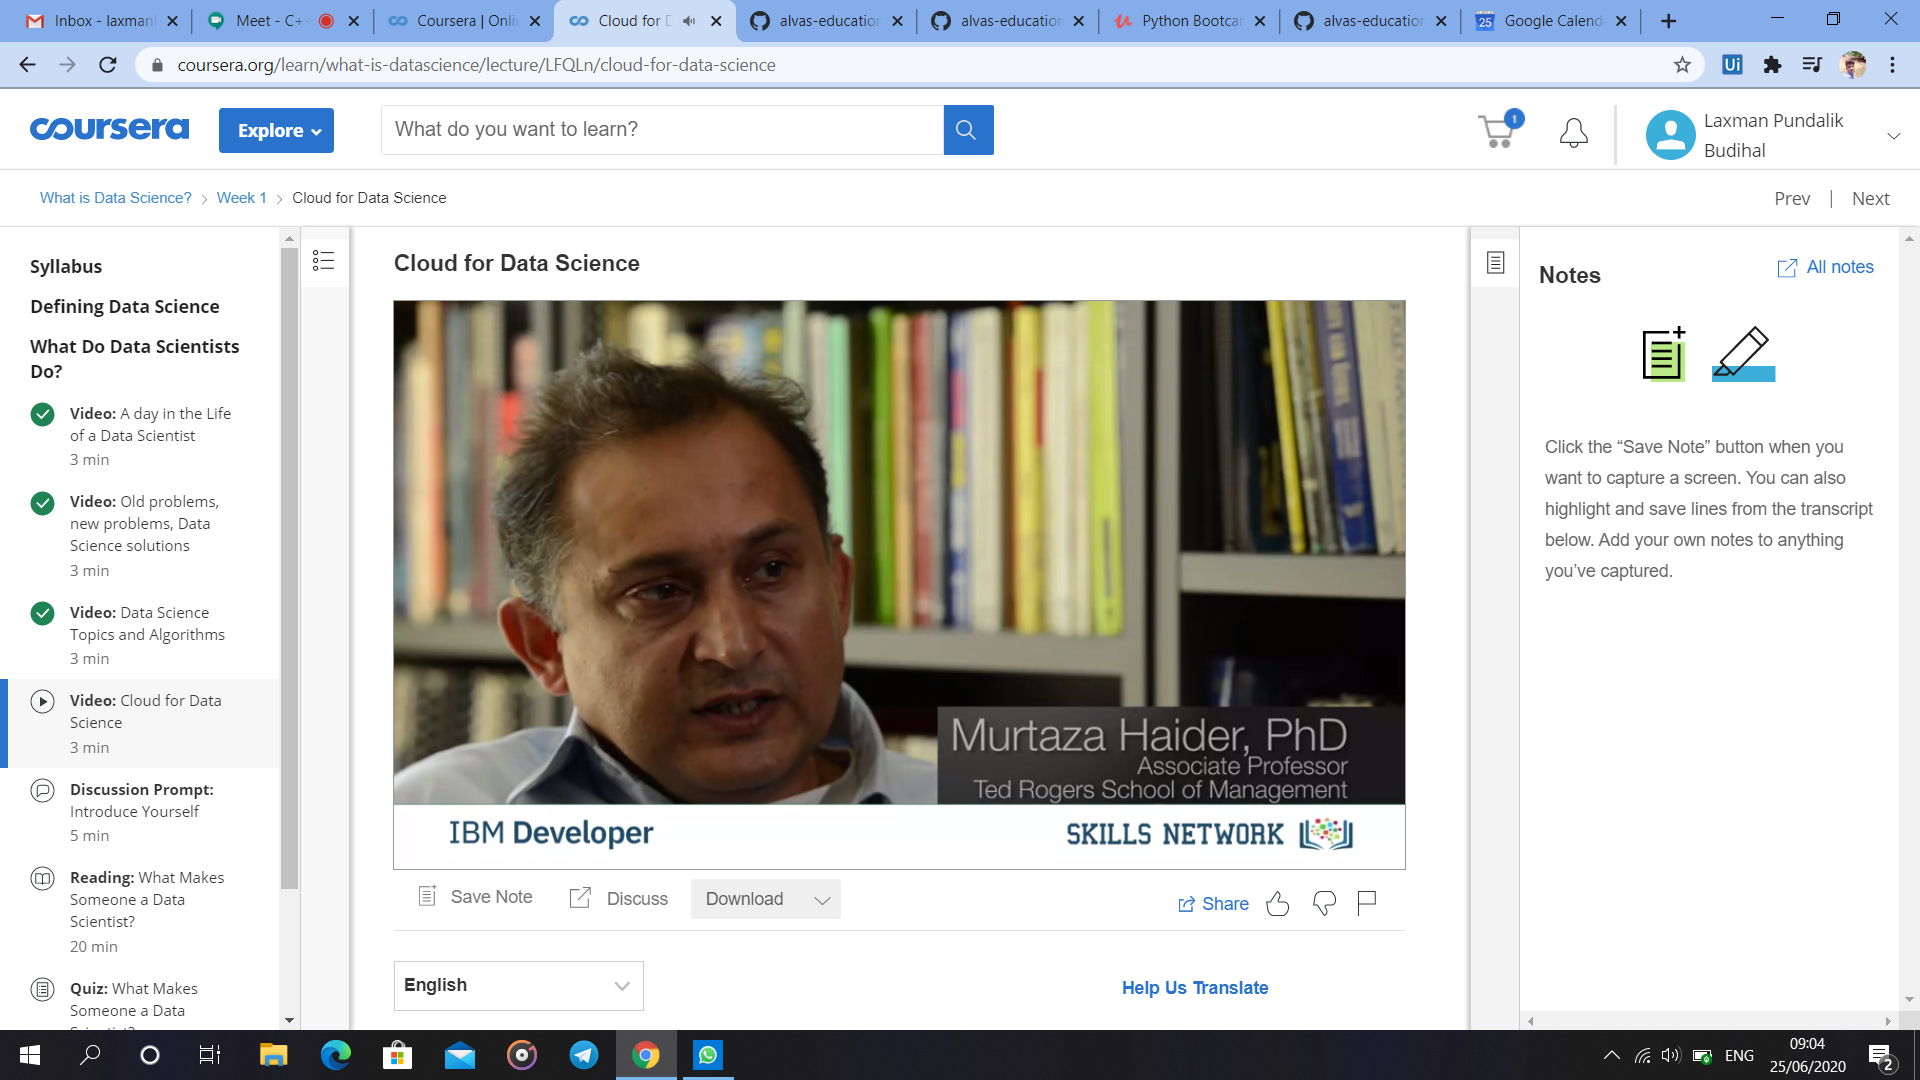 Inbox - laxmanl
Meet - C++
Coursera | Onli
Cloud for D
alvas-education
alvas-education
Python Bootca
alvas-education
25
Google Calend
coursera.org/learn/what-is-datascience/lecture/LFQLn/cloud-for-data-science
Ui
coursera
Explore
What do you want to learn?
1
Laxman Pundalik
Budihal
What is Data Science?
Week 1
Cloud for Data Science
Prev | Next
Syllabus
Defining Data Science
What Do Data Scientists
Do?
Video: A day in the Life
of a Data Scientist
3 min
Video: Old problems,
new problems, Data
Science solutions
3 min
Video: Data Science
Topics and Algorithms
3 min
Video: Cloud for Data
Science
3 min
Discussion Prompt:
Introduce Yourself
5 min
Reading: What Makes
Someone a Data
Scientist?
20 min
Quiz: What Makes
Someone a Data
Scientist?
Cloud for Data Science
Murtaza Haider, PhD
Associate Professor
Ted Rogers School of Management
IBM Developer
SKILLS NETWORK
Save Note
Discuss
Download
Share
English
Help Us Translate
Notes
All notes
Click the “Save Note” button when you
want to capture a screen. You can also
highlight and save lines from the transcript
below. Add your own notes to anything
you’ve captured.
ENG
09:04
25/06/2020
2